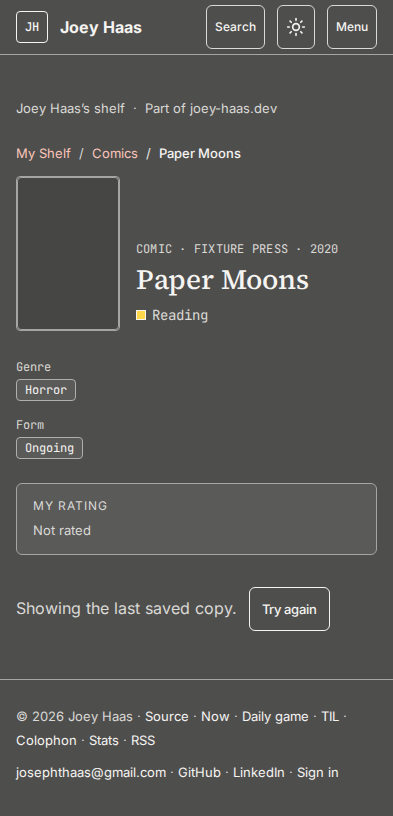 JH Joey Haas Search Menu
Joey Haas's shelf · Part of joey-haas.dev
My Shelf / Comics / Paper Moons
COMIC · FIXTURE PRESS · 2020
Paper Moons
Reading
Genre
Horror
Form
Ongoing
MY RATING
Not rated
Showing the last saved copy. Try again
© 2026 Joey Haas · Source · Now · Daily game · TIL ·
Colophon · Stats · RSS
josephthaas@gmail.com · GitHub · LinkedIn · Sign in